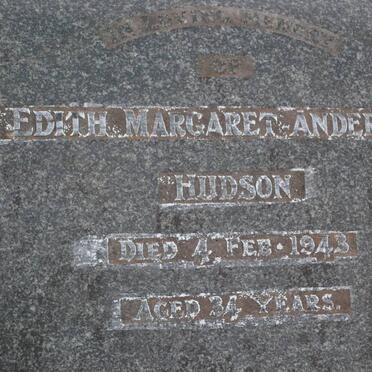 OF
EDITH MARGARET ANDER
HUDSON
DIED 4 FEB. 1943
AGED 34 YEARS.